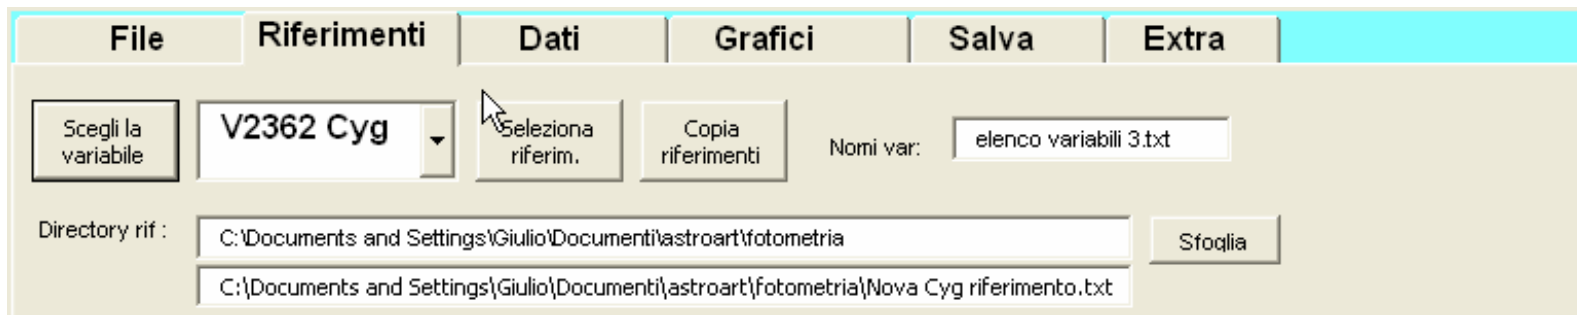 File Riferimenti Dati Grafici Salva Extra
Scegli la variabile
V2362 Cyg
Seleziona riferim.
Copia riferimenti
Nomi var: elenco variabili 3.txt
Directory rif : C:\Documents and Settings\Giulio\Documenti\astroart\fotometria Sfoglia
C:\Documents and Settings\Giulio\Documenti\astroart\fotometria\Nova Cyg riferimento.txt